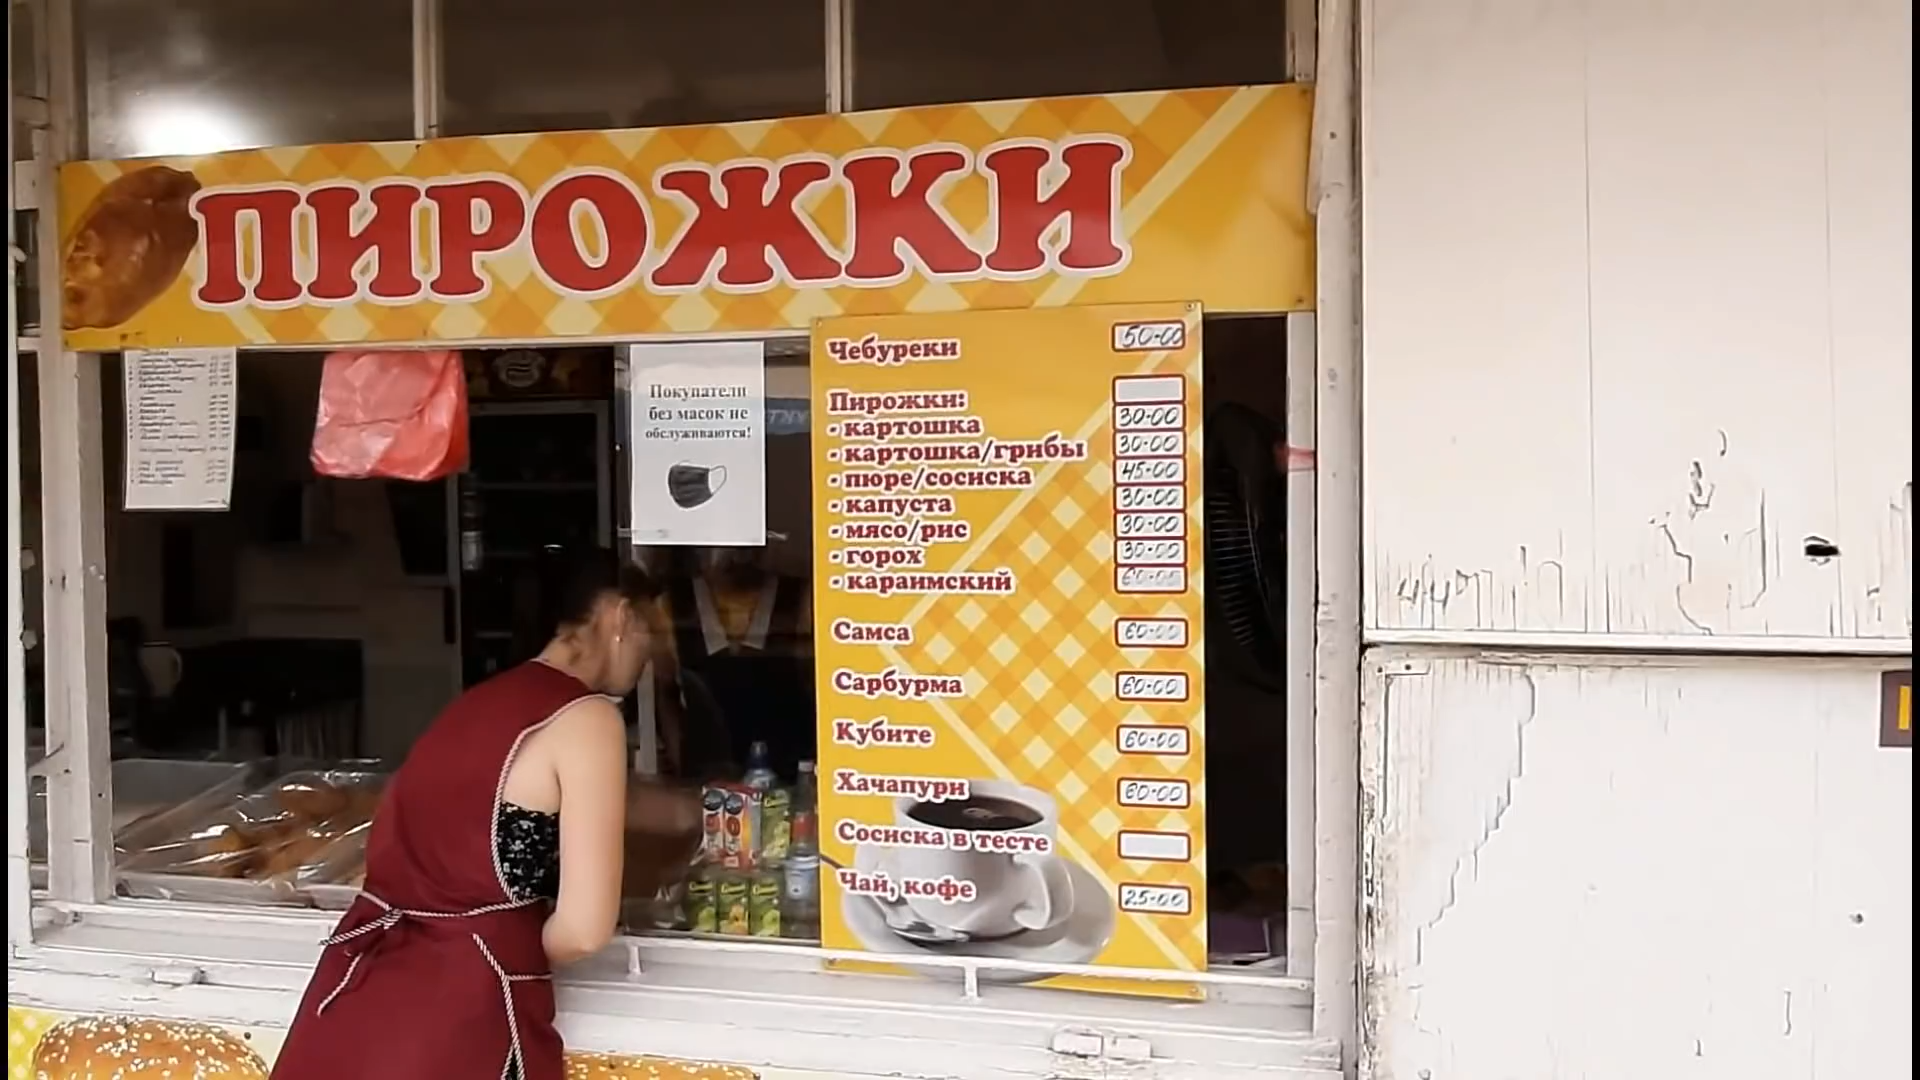 ПИРОЖКИ
Покупатели
без масок не
обслуживаются!
Чебуреки 50-00
Пирожки:
- картошка 30-00
- картошка/грибы 30-00
- пюре/сосиска 45-00
- капуста 30-00
- мясо/рис 30-00
- горох 30-00
- караимский 60-00
Самса 60-00
Сарбурма 60-00
Кубите 60-00
Хачапури 60-00
Сосиска в тесте
Чай, кофе 25-00